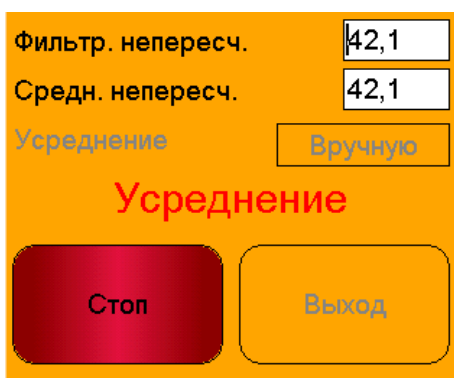 Фильтр. непересч. 42,1
Средн. непересч. 42,1
Усреднение Вручную
Усреднение
Стоп Выход